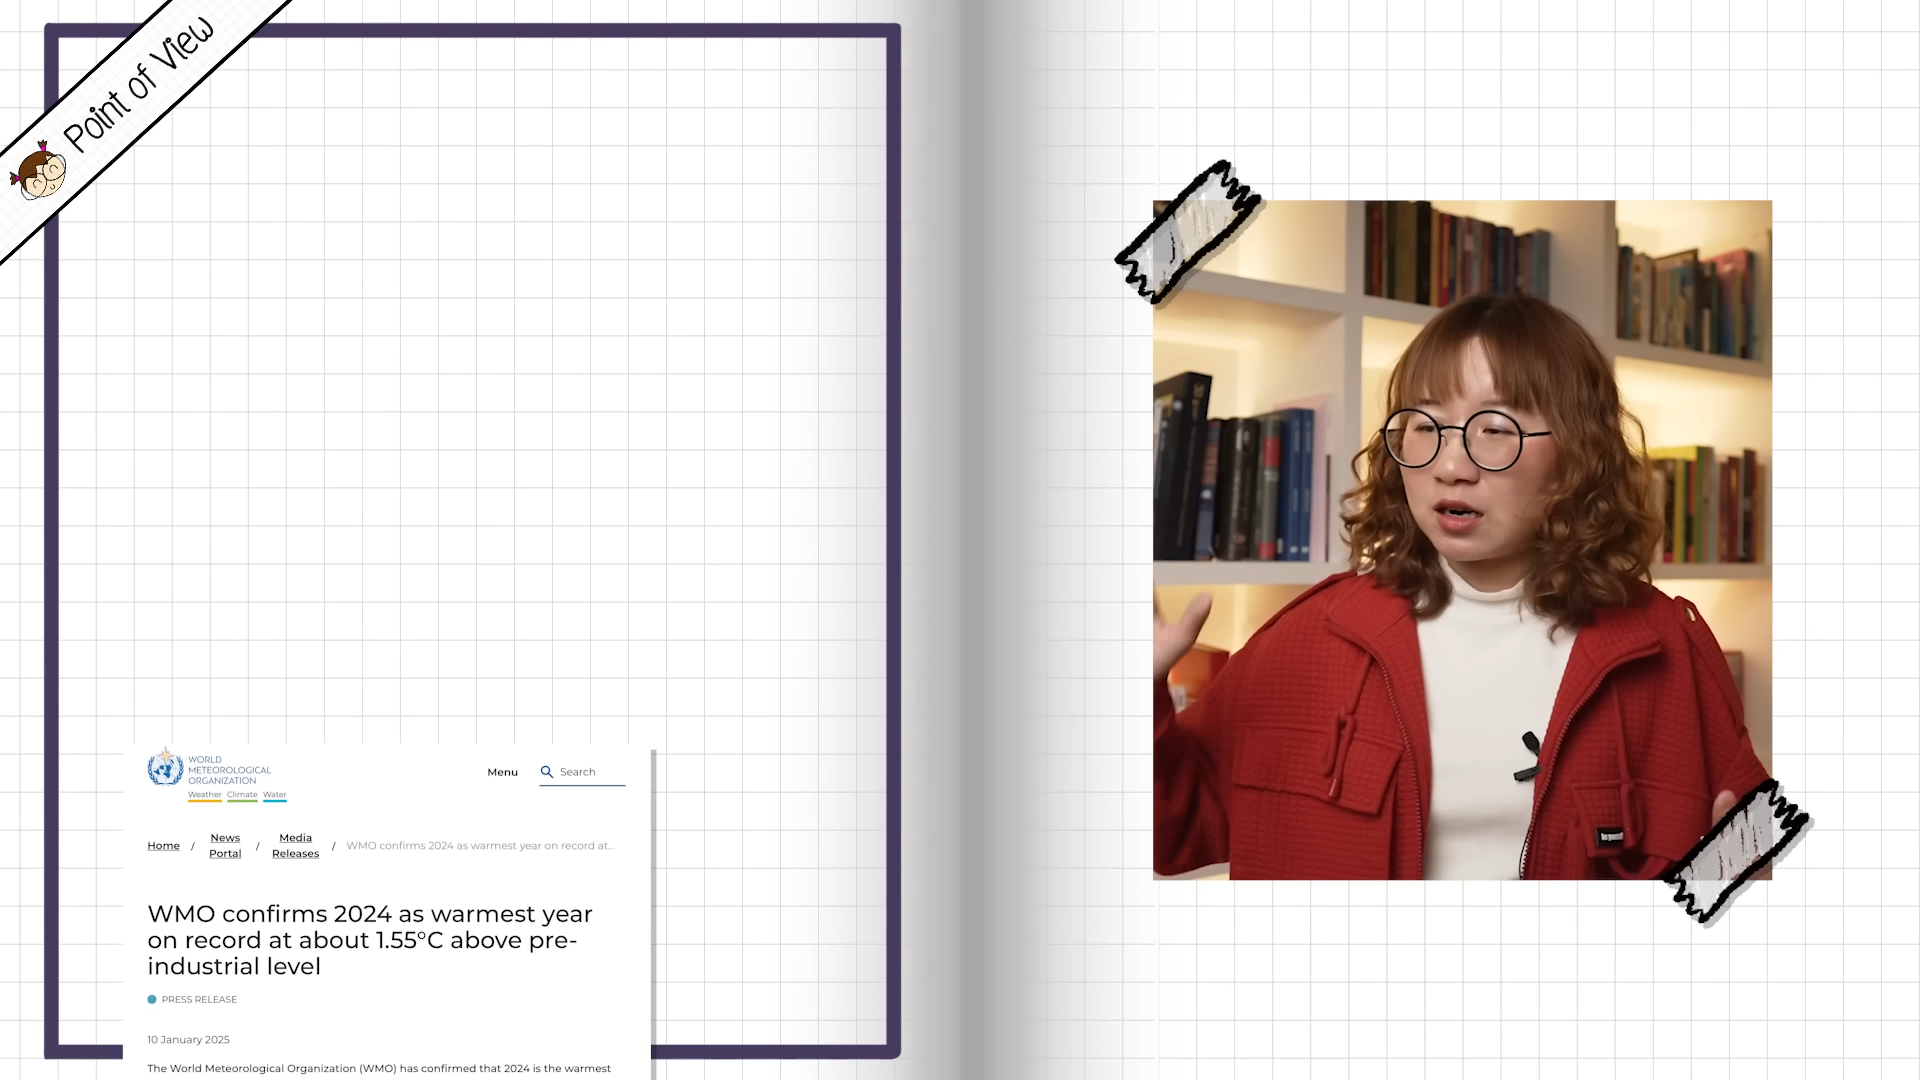 Point of View
WORLD
METEOROLOGICAL
ORGANIZATION
Weather Climate Water
Menu
Search
Home / News Portal / Media Releases / WMO confirms 2024 as warmest year on record at...
WMO confirms 2024 as warmest year
on record at about 1.55°C above pre-
industrial level
PRESS RELEASE
10 January 2025
The World Meteorological Organization (WMO) has confirmed that 2024 is the warmest